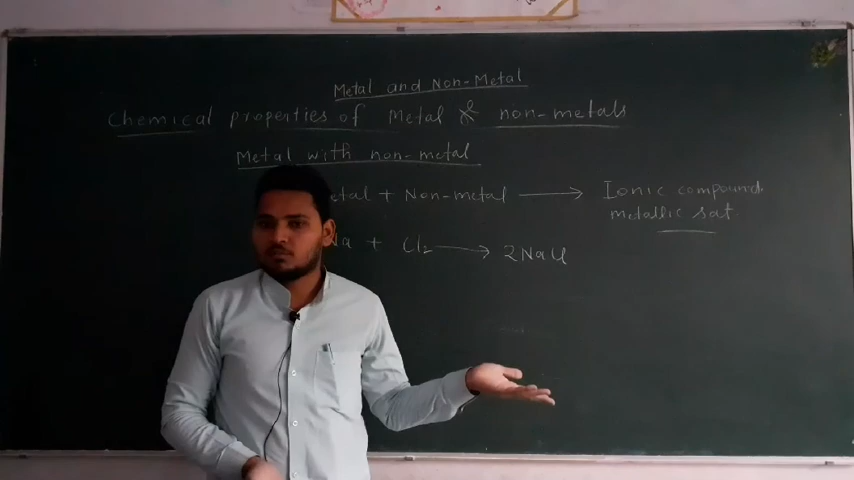 Metal and Non-Metal
Chemical properties of Metal & non-metals
Metal with non-metal
etal + Non-metal ⟶ Ionic compound.
metallic sat
Na + Cl₂ ⟶ 2NaCl